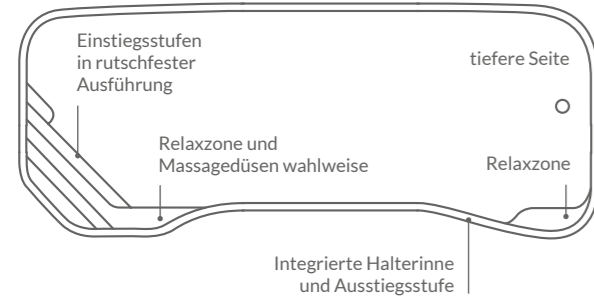 Einstiegsstufen
in rutschfester
Ausführung
tiefere Seite
Relaxzone und
Massagedüsen wahlweise
Relaxzone
Integrierte Halterinne
und Ausstiegsstufe